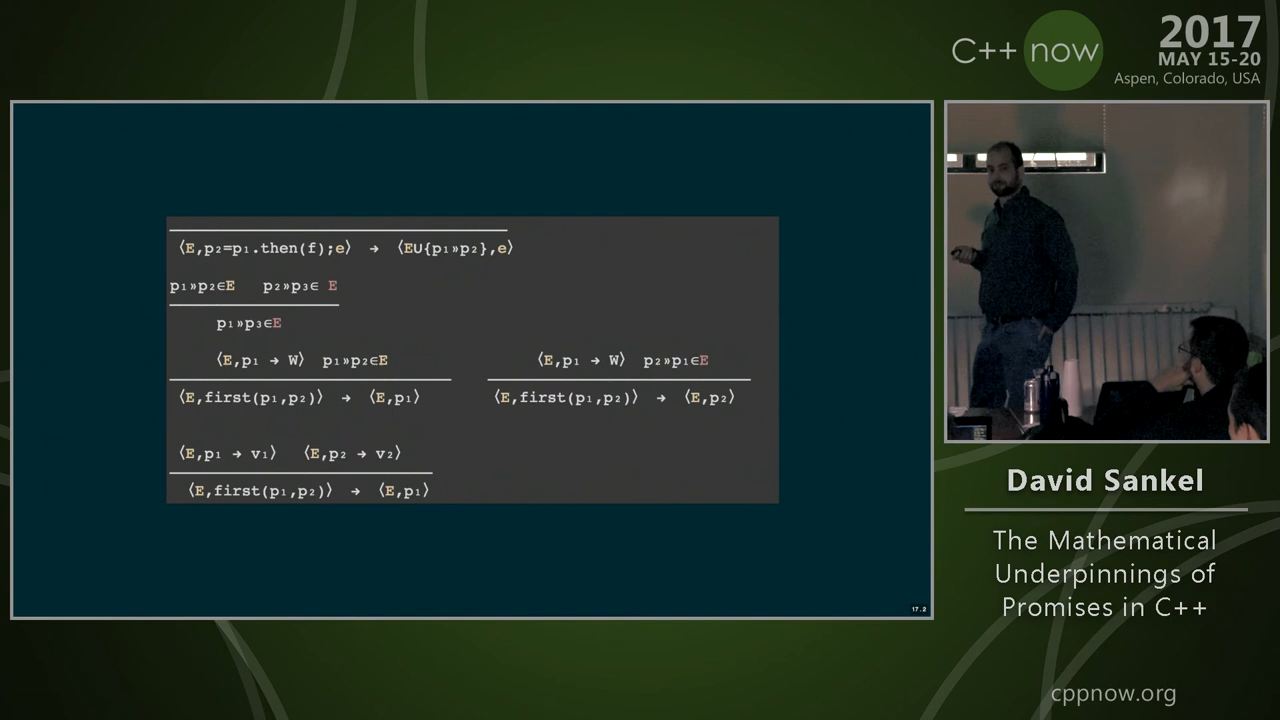 C++ now
2017
MAY 15-20
Aspen, Colorado, USA
⟨E,p₂=p₁.then(f);e⟩ → ⟨E∪{p₁»p₂},e⟩
p₁»p₂∈E p₂»p₃∈ E
p₁»p₃∈E
⟨E,p₁ → W⟩ p₁»p₂∈E
⟨E,first(p₁,p₂)⟩ → ⟨E,p₁⟩
⟨E,p₁ → W⟩ p₂»p₁∈E
⟨E,first(p₁,p₂)⟩ → ⟨E,p₂⟩
⟨E,p₁ → v₁⟩ ⟨E,p₂ → v₂⟩
⟨E,first(p₁,p₂)⟩ → ⟨E,p₁⟩
17.2
David Sankel
The Mathematical
Underpinnings of
Promises in C++
cppnow.org